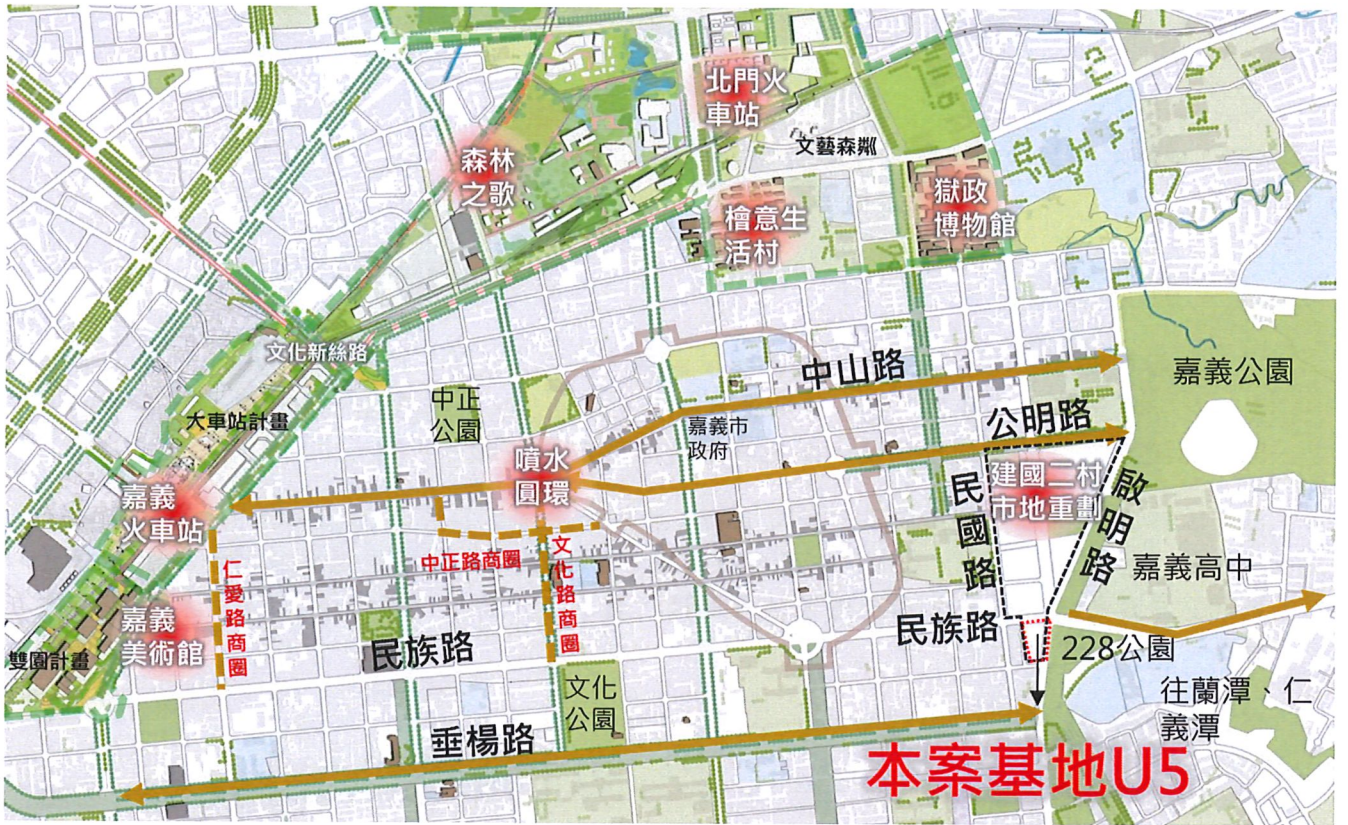 北門火
車站
文藝森鄰
森林
之歌
獄政
博物館
檜意生
活村
文化新絲路
中山路
嘉義公園
中正
公園
大車站計畫
公明路
嘉義市
政府
噴水
圓環
建國二村
市地重劃
民國路
啟明路
嘉義
火車站
中正路商圈
文化路商圈
仁愛路商圈
嘉義高中
嘉義
美術館
民族路
民族路
228公園
雙園計畫
文化
公園
往蘭潭、仁
義潭
垂楊路
本案基地U5